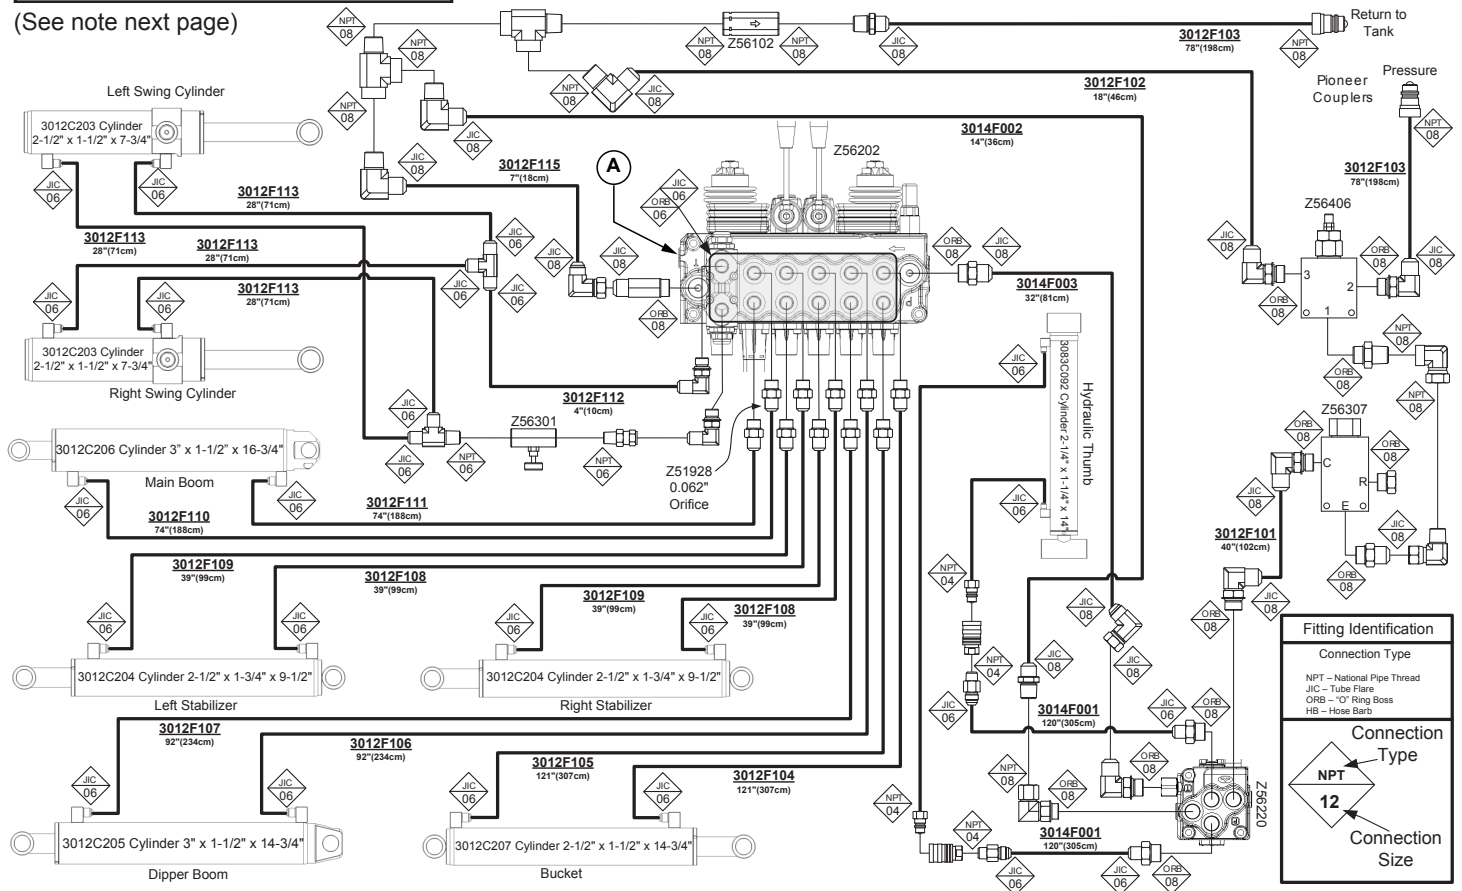 (See note next page)
NPT
08
NPT
08
NPT
08
Z56102
NPT
08
JIC
08
3012F103
78"(198cm)
NPT
08
Return to
Tank
NPT
08
JIC
08
3012F102
18"(46cm)
Pioneer
Couplers
Pressure
NPT
08
NPT
08
JIC
08
3014F002
14"(36cm)
Left Swing Cylinder
3012C203 Cylinder
2-1/2" x 1-1/2" x 7-3/4"
JIC
06
JIC
06
3012F113
28"(71cm)
JIC
08
3012F115
7"(18cm)
A
JIC
06
ORB
06
Z56202
3012F103
78"(198cm)
Z56406
3012F113
28"(71cm)
3012F113
28"(71cm)
JIC
06
JIC
06
JIC
06
JIC
08
JIC
08
ORB
08
T
P
ORB
08
JIC
08
3014F003
32"(81cm)
JIC
08
ORB
08
3
2
1
ORB
08
JIC
08
JIC
06
JIC
06
3012F113
28"(71cm)
3012C203 Cylinder
2-1/2" x 1-1/2" x 7-3/4"
Right Swing Cylinder
3012F112
4"(10cm)
JIC
06
Z56301
JIC
06
NPT
06
NPT
06
JIC
06
3083C092 Cylinder 2-1/4" x 1-1/4" x 14"
Hydraulic Thumb
JIC
06
ORB
08
NPT
08
NPT
08
Z56307
ORB
08
ORB
08
C
R
E
JIC
08
JIC
08
ORB
08
ORB
08
3012C206 Cylinder 3" x 1-1/2" x 16-3/4"
Main Boom
JIC
06
JIC
06
3012F110
74"(188cm)
3012F111
74"(188cm)
Z51928
0.062"
Orifice
3012F101
40"(102cm)
3012F109
39"(99cm)
3012F108
39"(99cm)
3012F109
39"(99cm)
3012F108
39"(99cm)
NPT
04
JIC
08
ORB
08
JIC
08
JIC
06
JIC
06
JIC
06
JIC
06
3012C204 Cylinder 2-1/2" x 1-3/4" x 9-1/2"
Left Stabilizer
3012C204 Cylinder 2-1/2" x 1-3/4" x 9-1/2"
Right Stabilizer
NPT
04
JIC
08
JIC
08
JIC
06
3014F001
120"(305cm)
JIC
06
ORB
08
3012F107
92"(234cm)
3012F106
92"(234cm)
3012F105
121"(307cm)
3012F104
121"(307cm)
JIC
06
JIC
06
JIC
06
JIC
06
NPT
08
ORB
08
ORB
08
Z56220
3012C205 Cylinder 3" x 1-1/2" x 14-3/4"
Dipper Boom
3012C207 Cylinder 2-1/2" x 1-1/2" x 14-3/4"
Bucket
NPT
04
NPT
04
JIC
06
3014F001
120"(305cm)
JIC
06
ORB
08
Fitting Identification
Connection Type
NPT – National Pipe Thread
JIC – Tube Flare
ORB – "O" Ring Boss
HB – Hose Barb
Connection
Type
NPT
12
Connection
Size